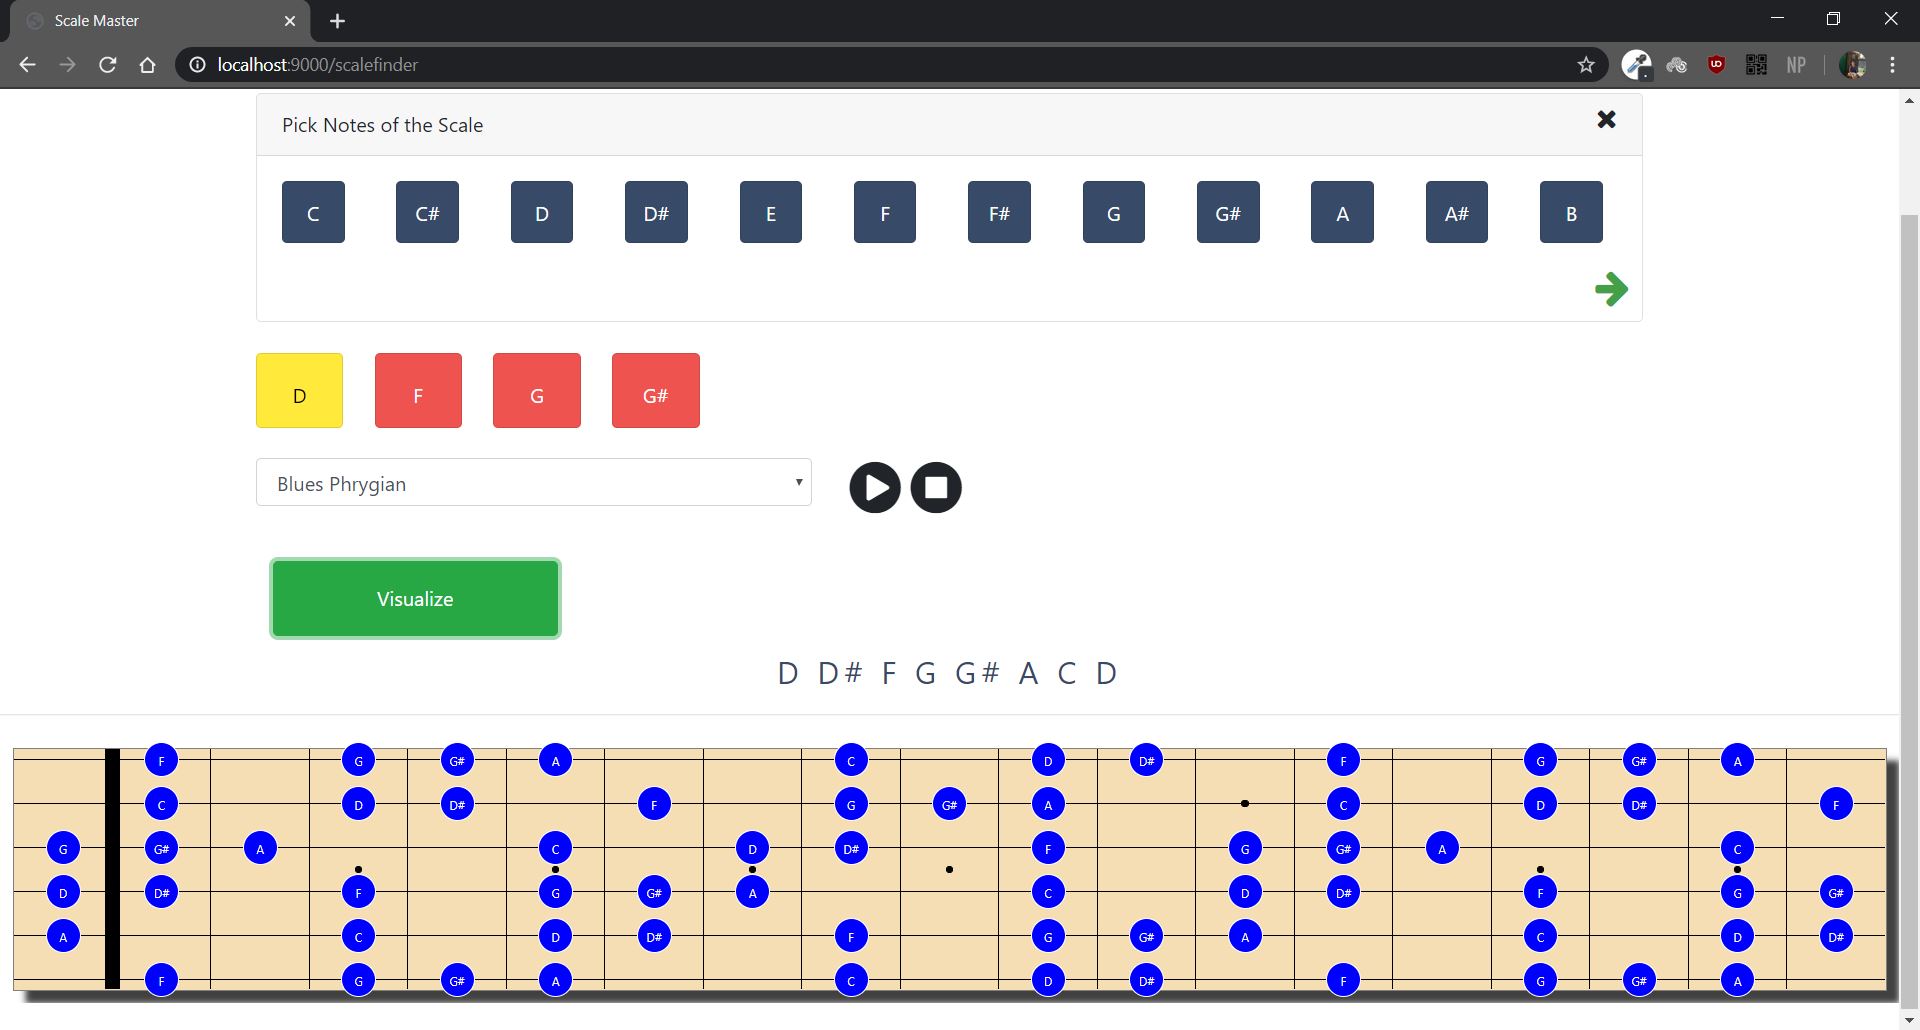 Scale Master
localhost:9000/scalefinder
NP
Pick Notes of the Scale
C C# D D# E F F# G G# A A# B
D F G G#
Blues Phrygian
Visualize
D D# F G G# A C D
F G G# A C D D# F G G# A
C D D# F G G# A C D D# F
G G# A C D D# F G G# A C
D D# F G G# A C D D# F G G#
A C D D# F G G# A C D D#
F G G# A C D D# F G G# A